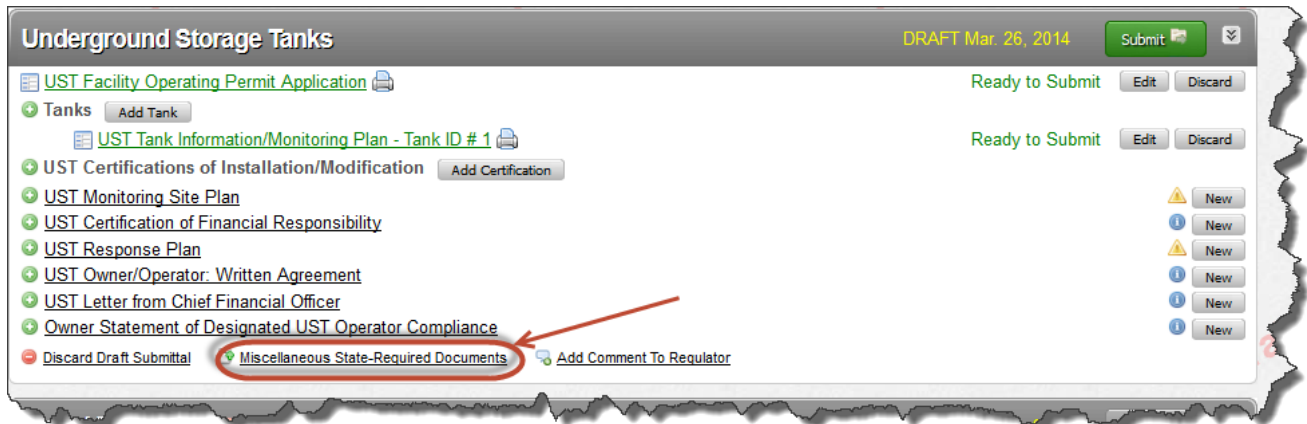 Underground Storage Tanks DRAFT Mar. 26, 2014 Submit
UST Facility Operating Permit Application Ready to Submit Edit Discard
Tanks Add Tank
UST Tank Information/Monitoring Plan - Tank ID # 1 Ready to Submit Edit Discard
UST Certifications of Installation/Modification Add Certification
UST Monitoring Site Plan New
UST Certification of Financial Responsibility New
UST Response Plan New
UST Owner/Operator: Written Agreement New
UST Letter from Chief Financial Officer New
Owner Statement of Designated UST Operator Compliance New
Discard Draft Submittal Miscellaneous State-Required Documents Add Comment To Regulator